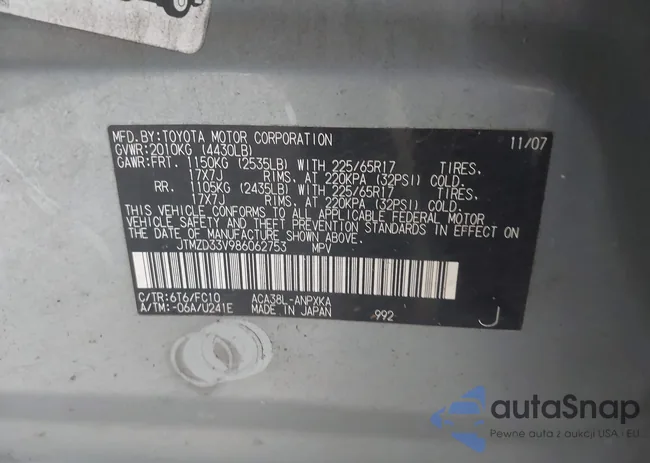 MFD.BY:TOYOTA MOTOR CORPORATION 11/07
GVWR:2010KG (4430LB)
GAWR:FRT. 1150KG (2535LB) WITH 225/65R17 TIRES.
17X7J RIMS. AT 220KPA (32PSI) COLD.
RR. 1105KG (2435LB) WITH 225/65R17 TIRES.
17X7J RIMS. AT 220KPA (32PSI) COLD.
THIS VEHICLE CONFORMS TO ALL APPLICABLE FEDERAL MOTOR
VEHICLE SAFETY AND THEFT PREVENTION STANDARDS IN EFFECT ON
THE DATE OF MANUFACTURE SHOWN ABOVE.
JTMZD33V986062753 MPV
C/TR:6T6/FC10 ACA38L-ANPXKA
A/TM:-06A/U241E MADE IN JAPAN 992 J
autaSnap
Pewne auta z aukcji USA i EU